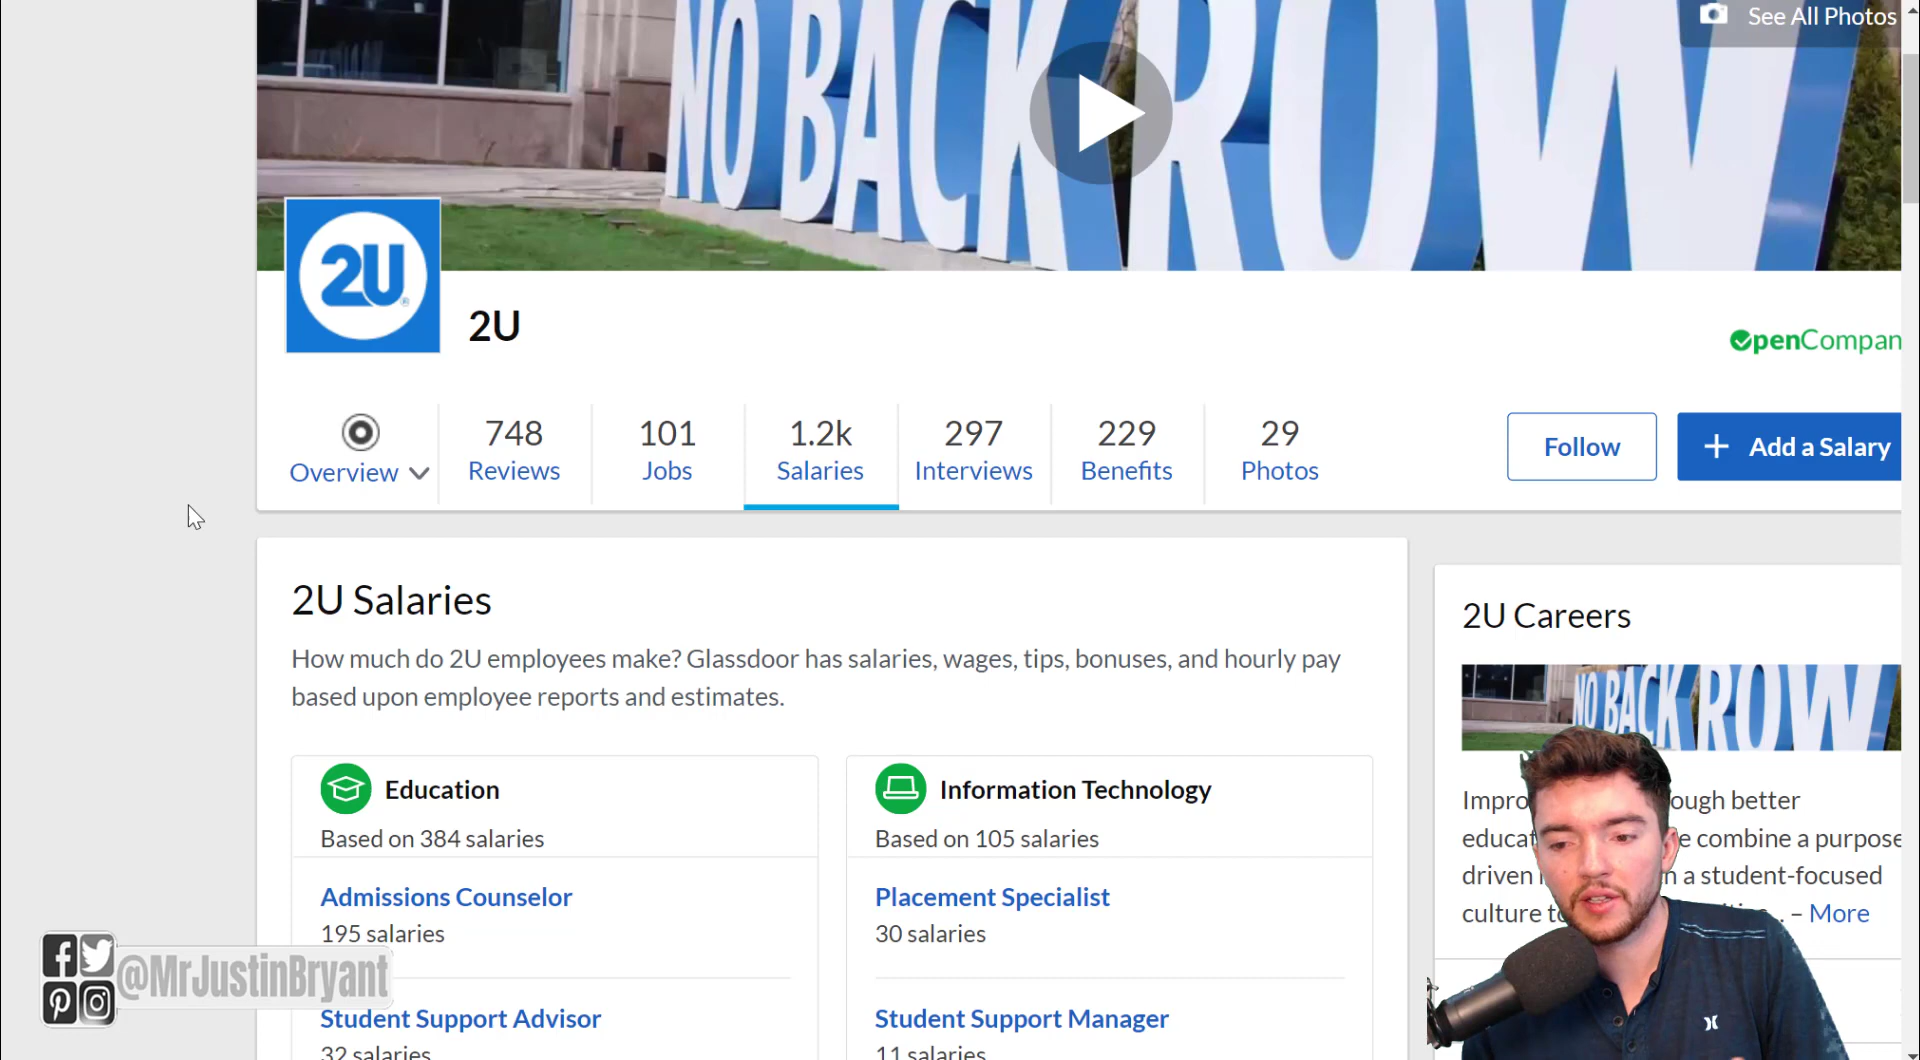 NO BACK ROW
See All Photos
2U
2U
OpenCompan
Overview
748
Reviews
101
Jobs
1.2k
Salaries
297
Interviews
229
Benefits
29
Photos
Follow
+ Add a Salary
2U Salaries
How much do 2U employees make? Glassdoor has salaries, wages, tips, bonuses, and hourly pay
based upon employee reports and estimates.
Education
Based on 384 salaries
Admissions Counselor
195 salaries
Student Support Advisor
32 salaries
Information Technology
Based on 105 salaries
Placement Specialist
30 salaries
Student Support Manager
11 salaries
2U Careers
NO BACK ROW
ough better
e combine a purpose
driven n a student-focused
culture – More
@MrJustinBryant